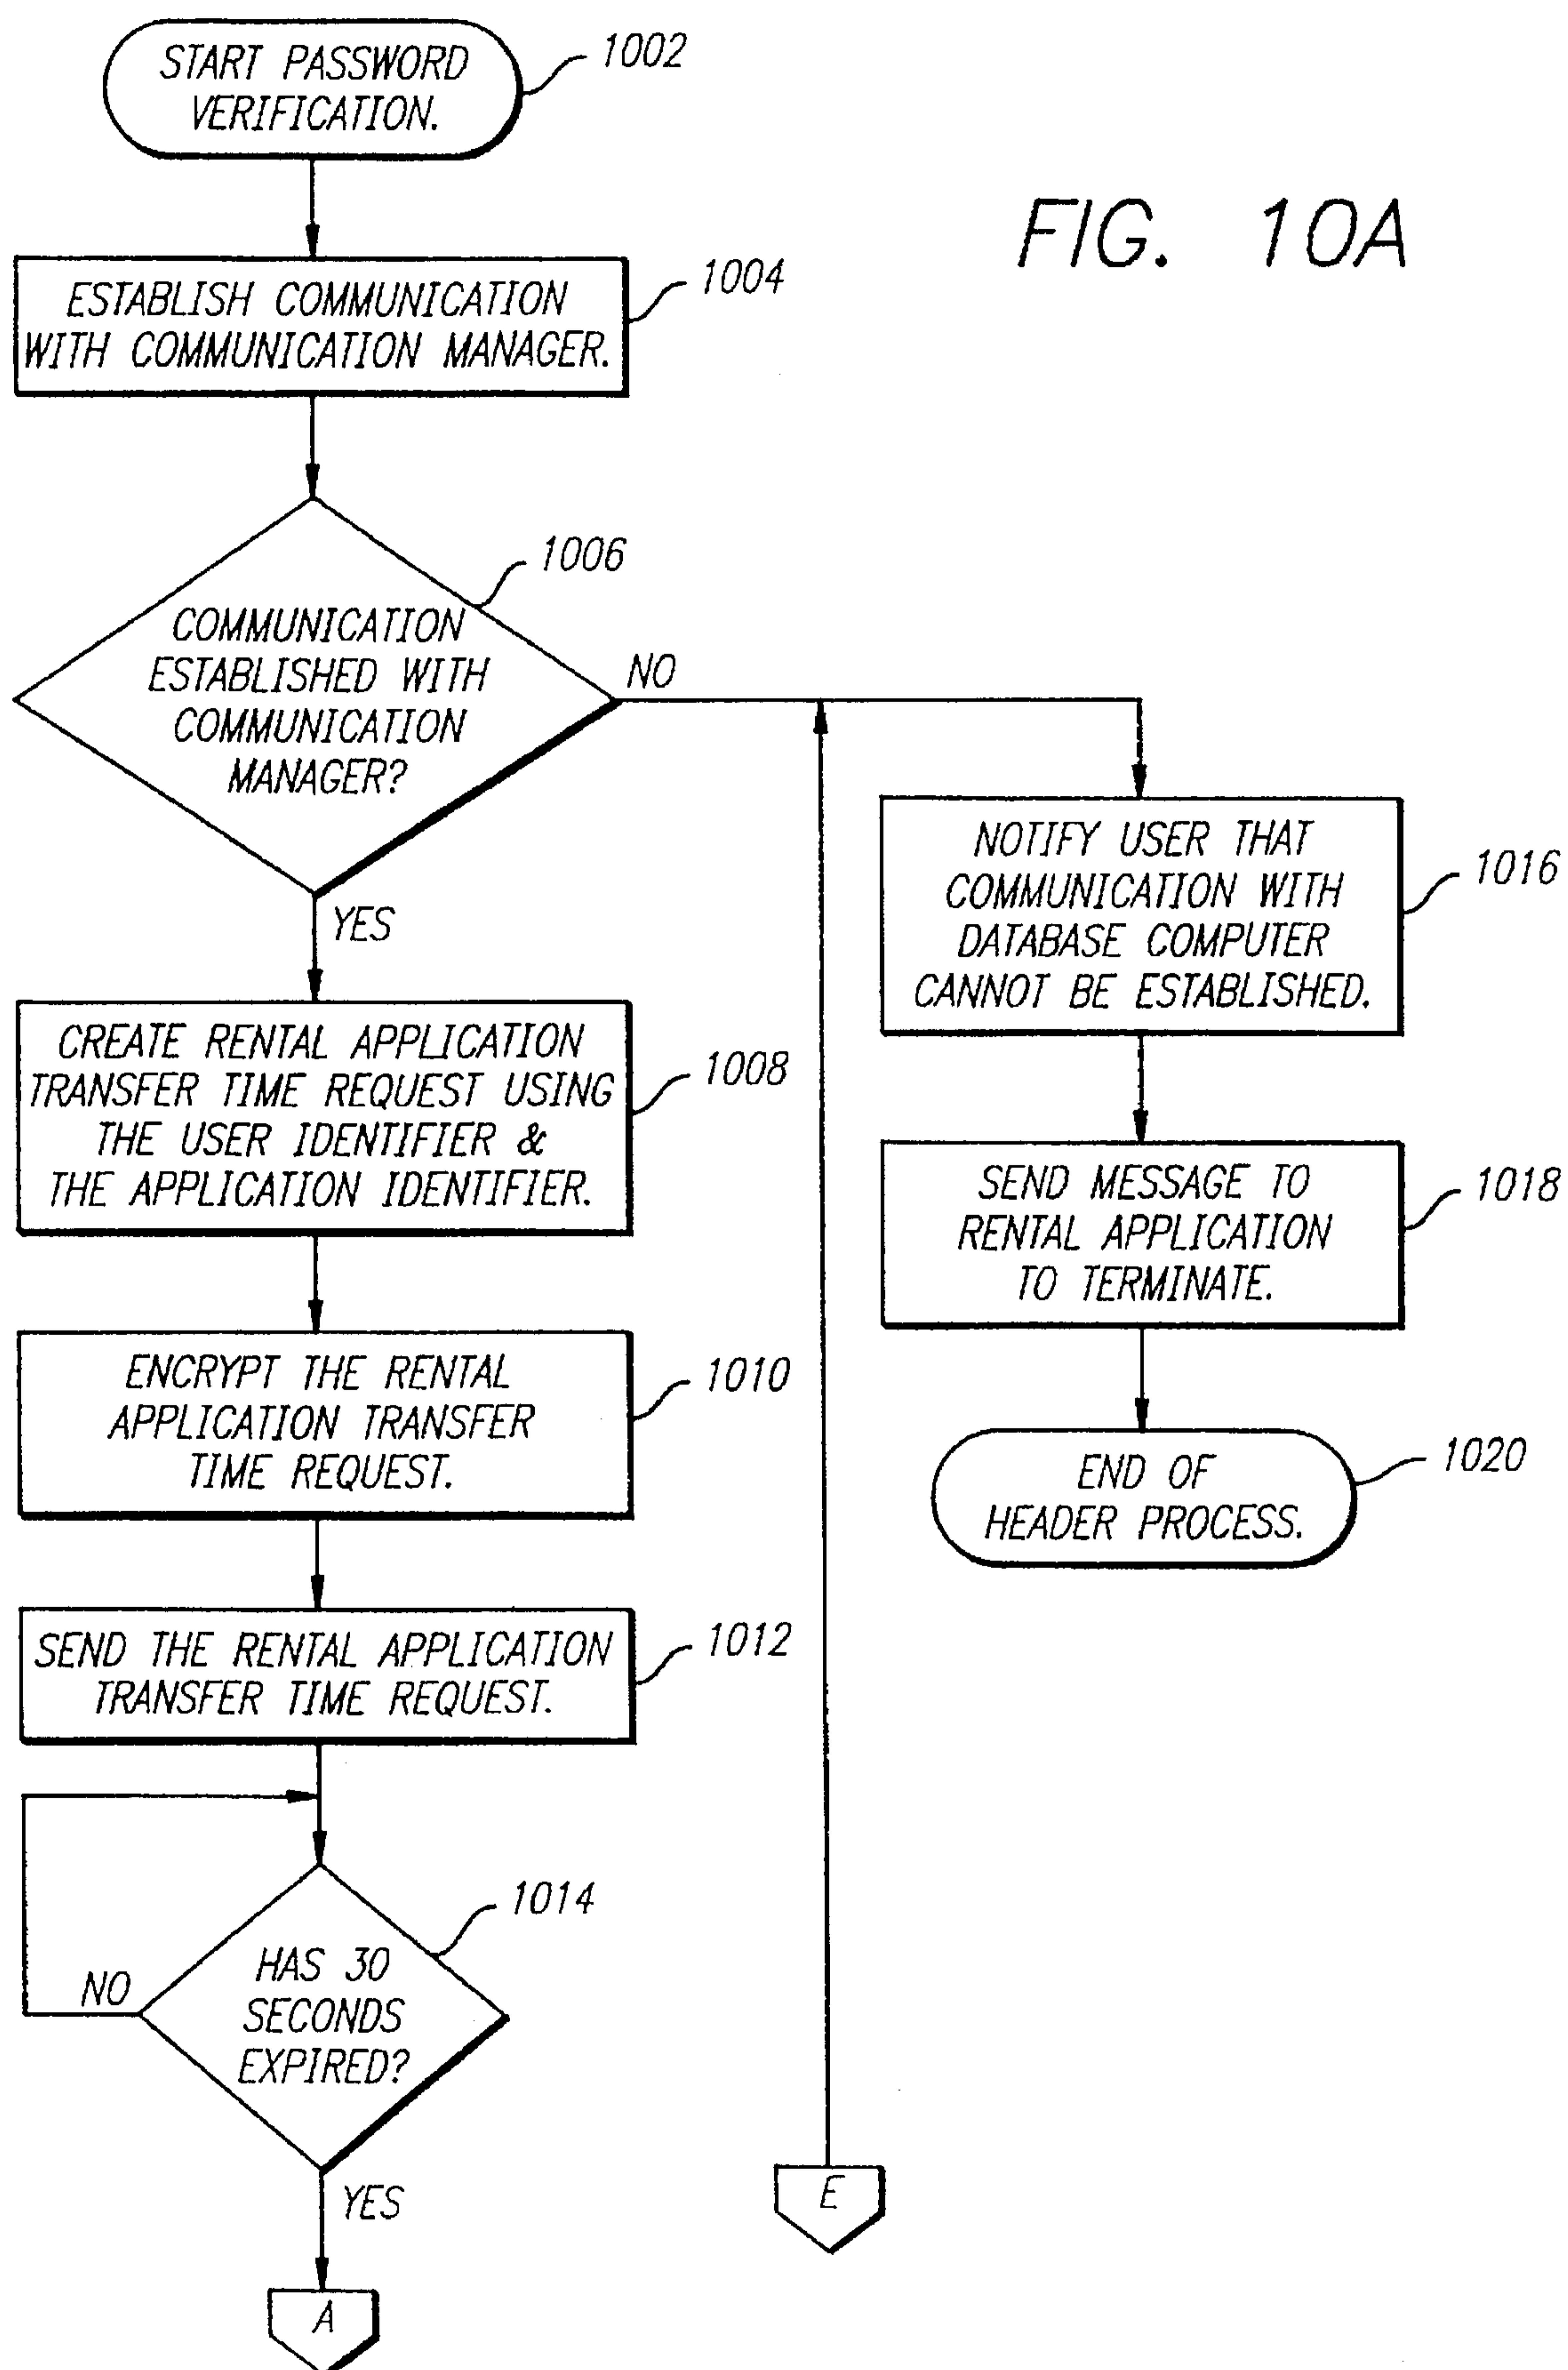 START PASSWORD
VERIFICATION.
1002
FIG. 10A
ESTABLISH COMMUNICATION
WITH COMMUNICATION MANAGER.
1004
1006
COMMUNICATION
ESTABLISHED WITH
COMMUNICATION
MANAGER?
NO
YES
NOTIFY USER THAT
COMMUNICATION WITH
DATABASE COMPUTER
CANNOT BE ESTABLISHED.
1016
CREATE RENTAL APPLICATION
TRANSFER TIME REQUEST USING
THE USER IDENTIFIER &
THE APPLICATION IDENTIFIER.
1008
SEND MESSAGE TO
RENTAL APPLICATION
TO TERMINATE.
1018
ENCRYPT THE RENTAL
APPLICATION TRANSFER
TIME REQUEST.
1010
END OF
HEADER PROCESS.
1020
SEND THE RENTAL APPLICATION
TRANSFER TIME REQUEST.
1012
1014
HAS 30
SECONDS
EXPIRED?
NO
YES
E
A